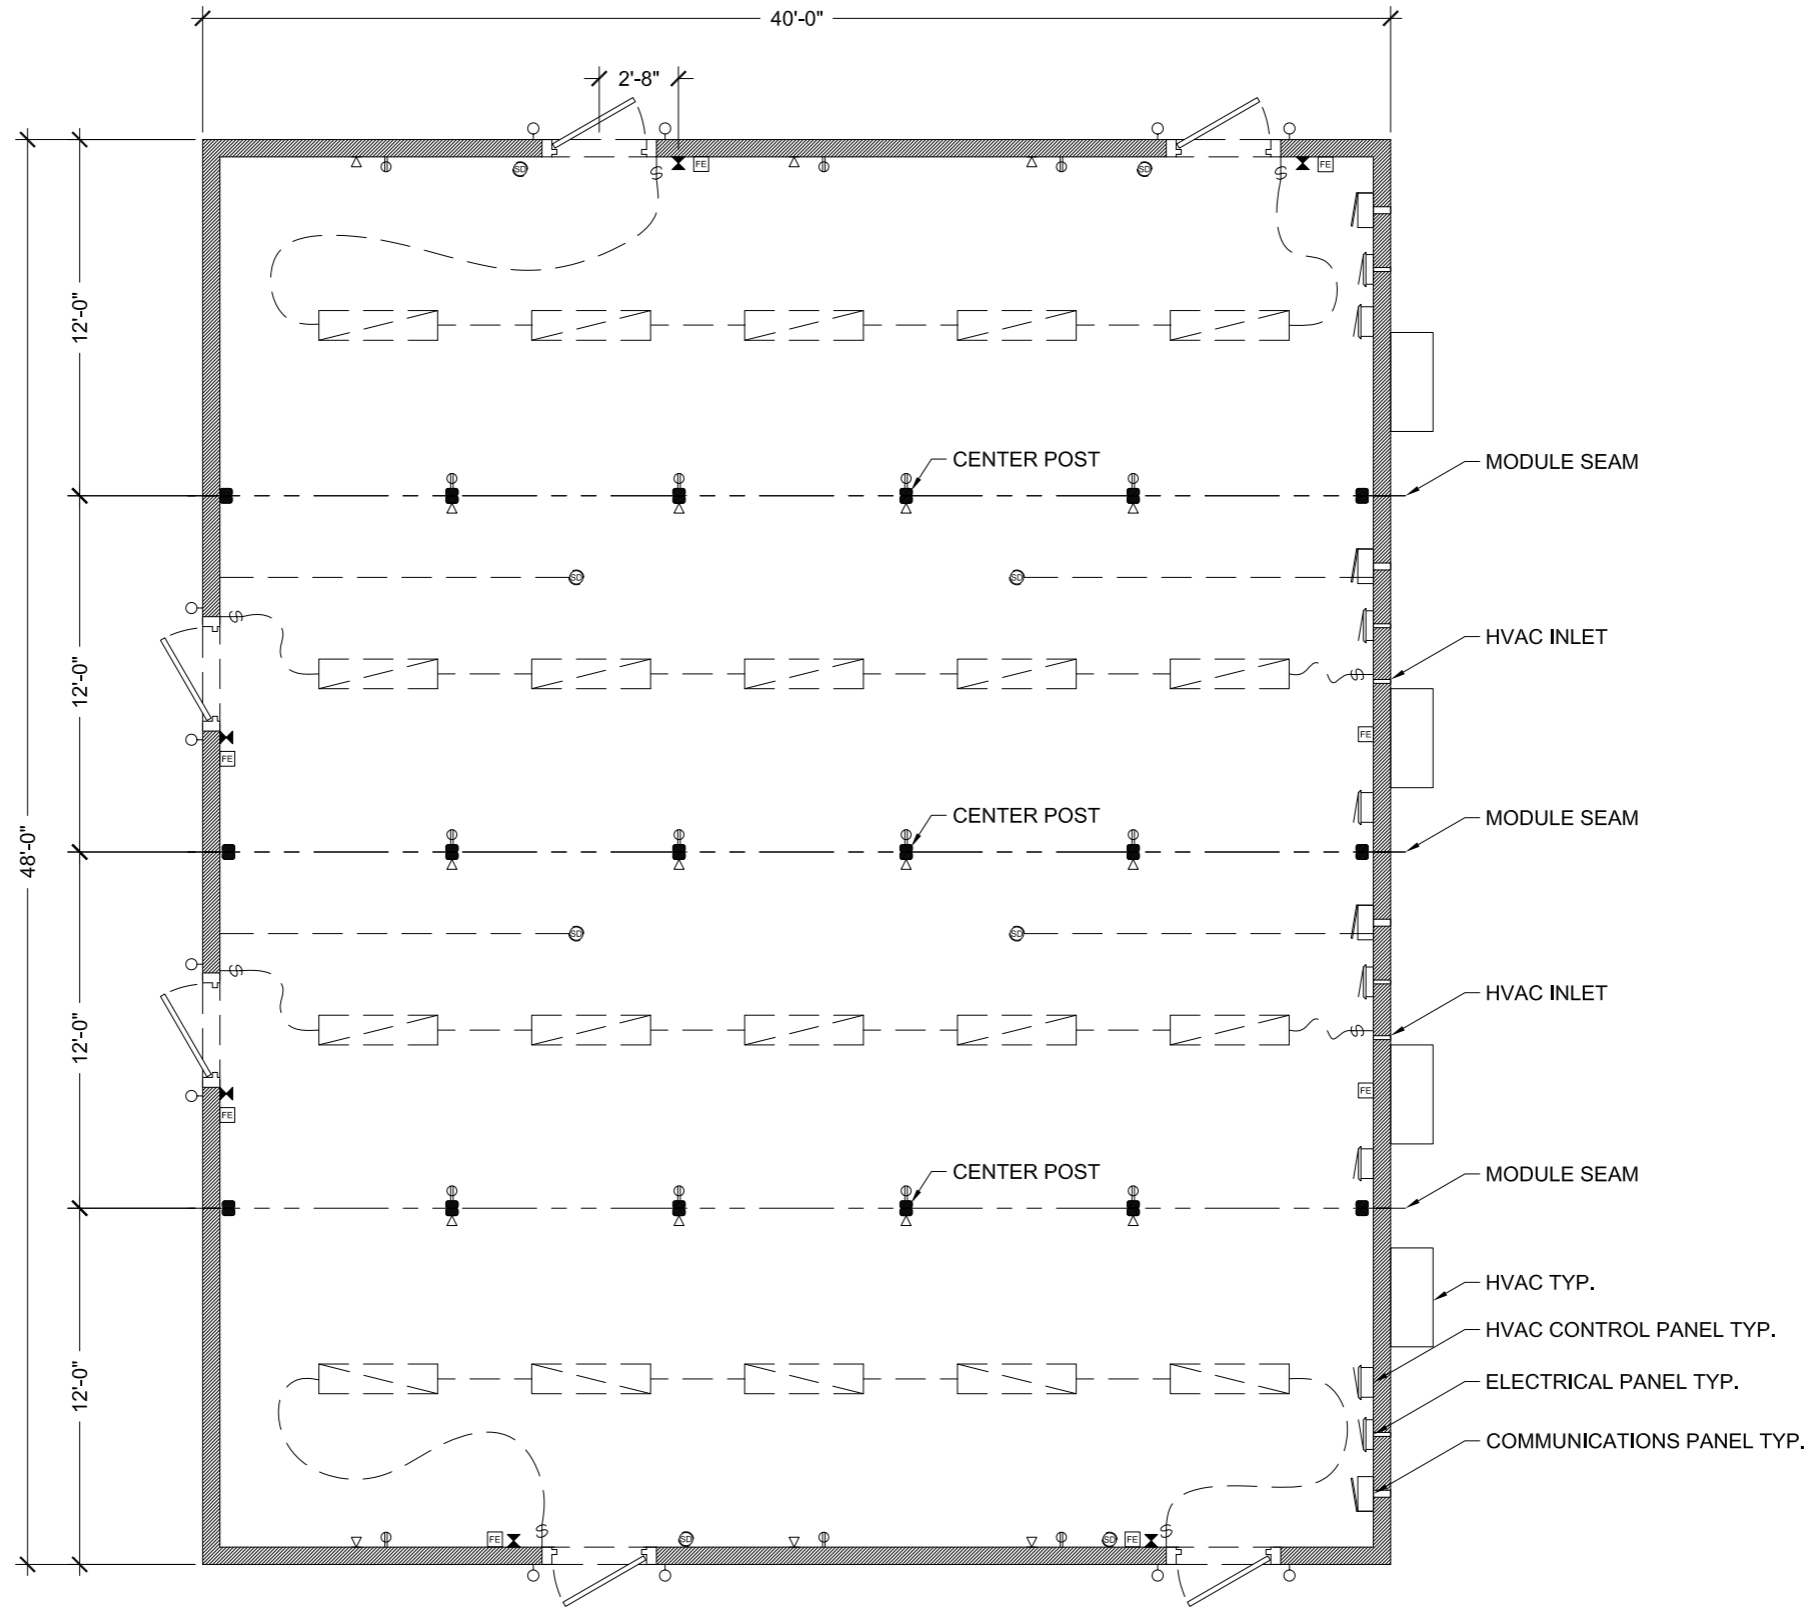 40'-0"
2'-8"
FE
FE
SD
SD
S
S
12'-0"
CENTER POST
MODULE SEAM
SD
SD
S
HVAC INLET
12'-0"
S
FE
FE
48'-0"
CENTER POST
MODULE SEAM
SD
SD
S
HVAC INLET
12'-0"
S
FE
FE
CENTER POST
MODULE SEAM
HVAC TYP.
HVAC CONTROL PANEL TYP.
12'-0"
ELECTRICAL PANEL TYP.
COMMUNICATIONS PANEL TYP.
S
S
FE
SD
SD
FE